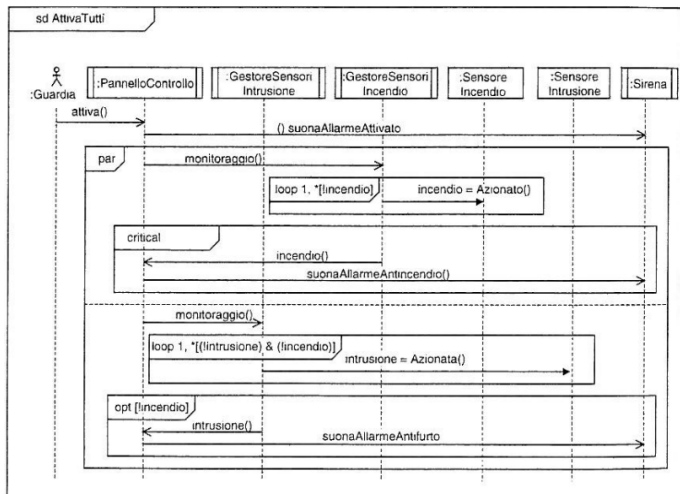 sd AttivaTutti
:Guardia
:PannelloControllo
:GestoreSensori
Intrusione
:GestoreSensori
Incendio
:Sensore
Incendio
:Sensore
Intrusione
:Sirena
attiva()
() suonaAllarmeAttivato
par
monitoraggio()
loop 1, *[!incendio]
incendio = Azionato()
critical
incendio()
suonaAllarmeAntincendio()
monitoraggio()
loop 1, *[(!intrusione) & (!incendio)]
intrusione = Azionata()
opt [!incendio]
intrusione()
suonaAllarmeAntifurto